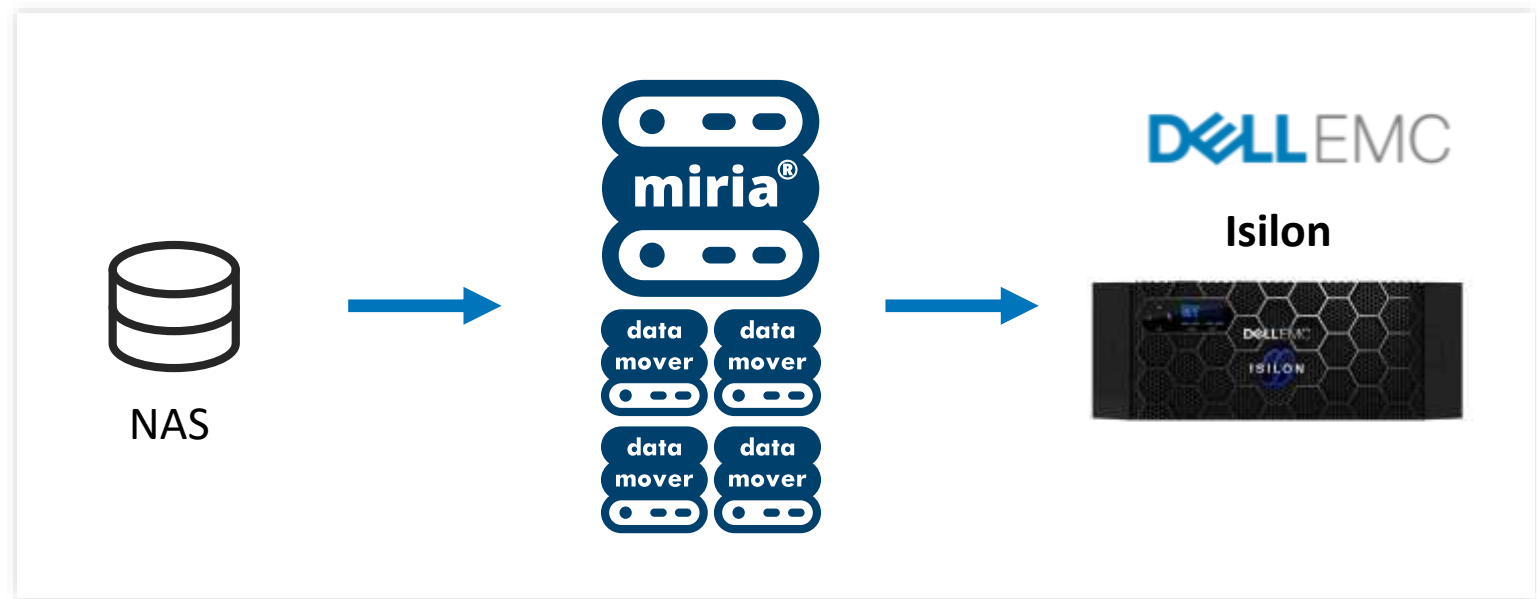 NAS
miria®
data
mover
data
mover
data
mover
data
mover
DELLEMC
Isilon
DELLEMC
ISILON